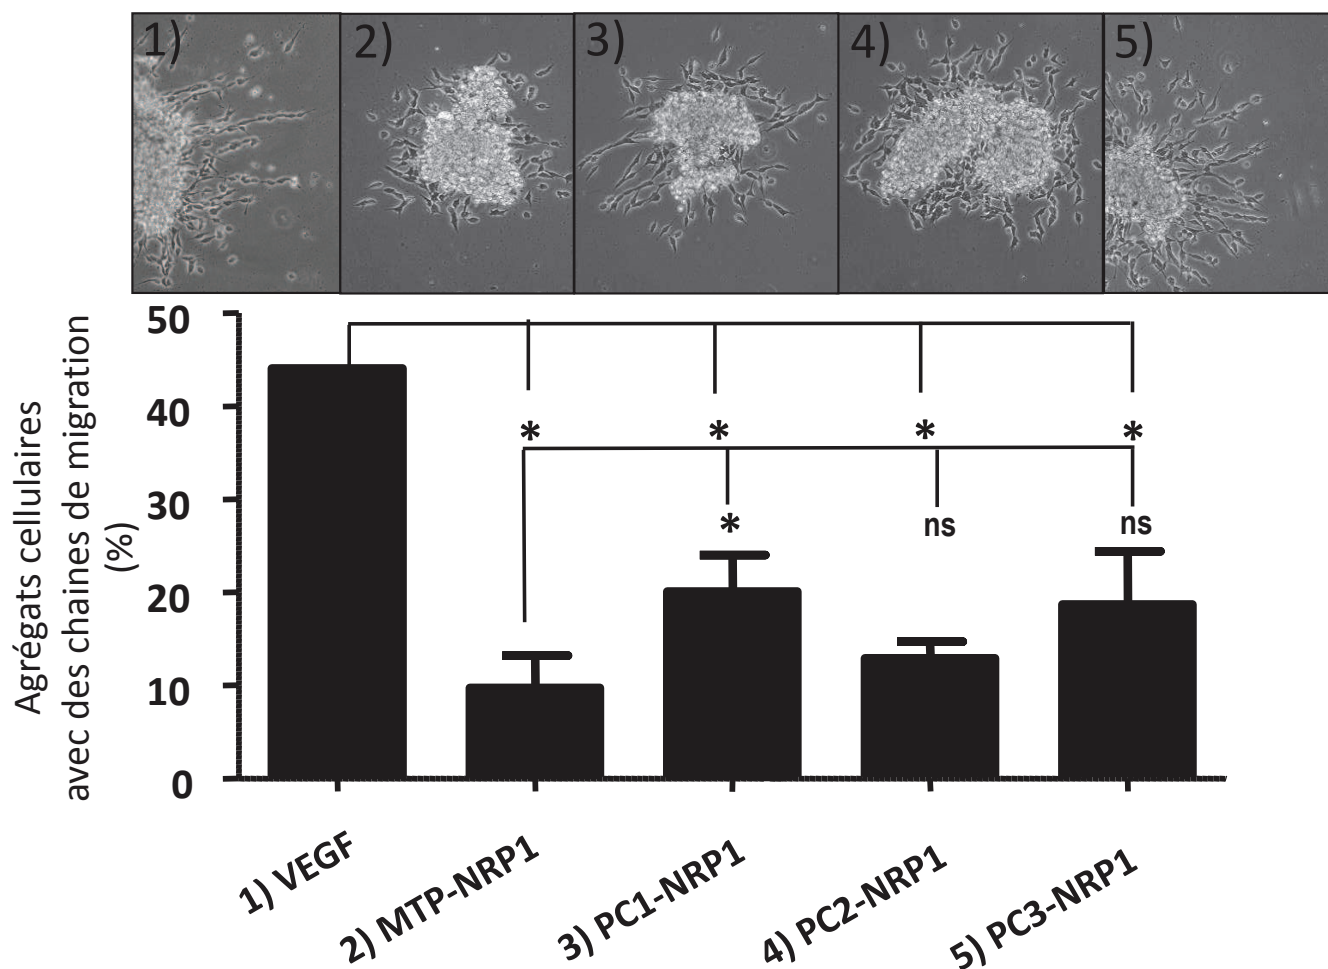 1)
2)
3)
4)
5)
Agrégats cellulaires
avec des chaines de migration
(%)
50
40
30
20
10
0
* * * *
* ns ns
1) VEGF
2) MTP-NRP1
3) PC1-NRP1
4) PC2-NRP1
5) PC3-NRP1